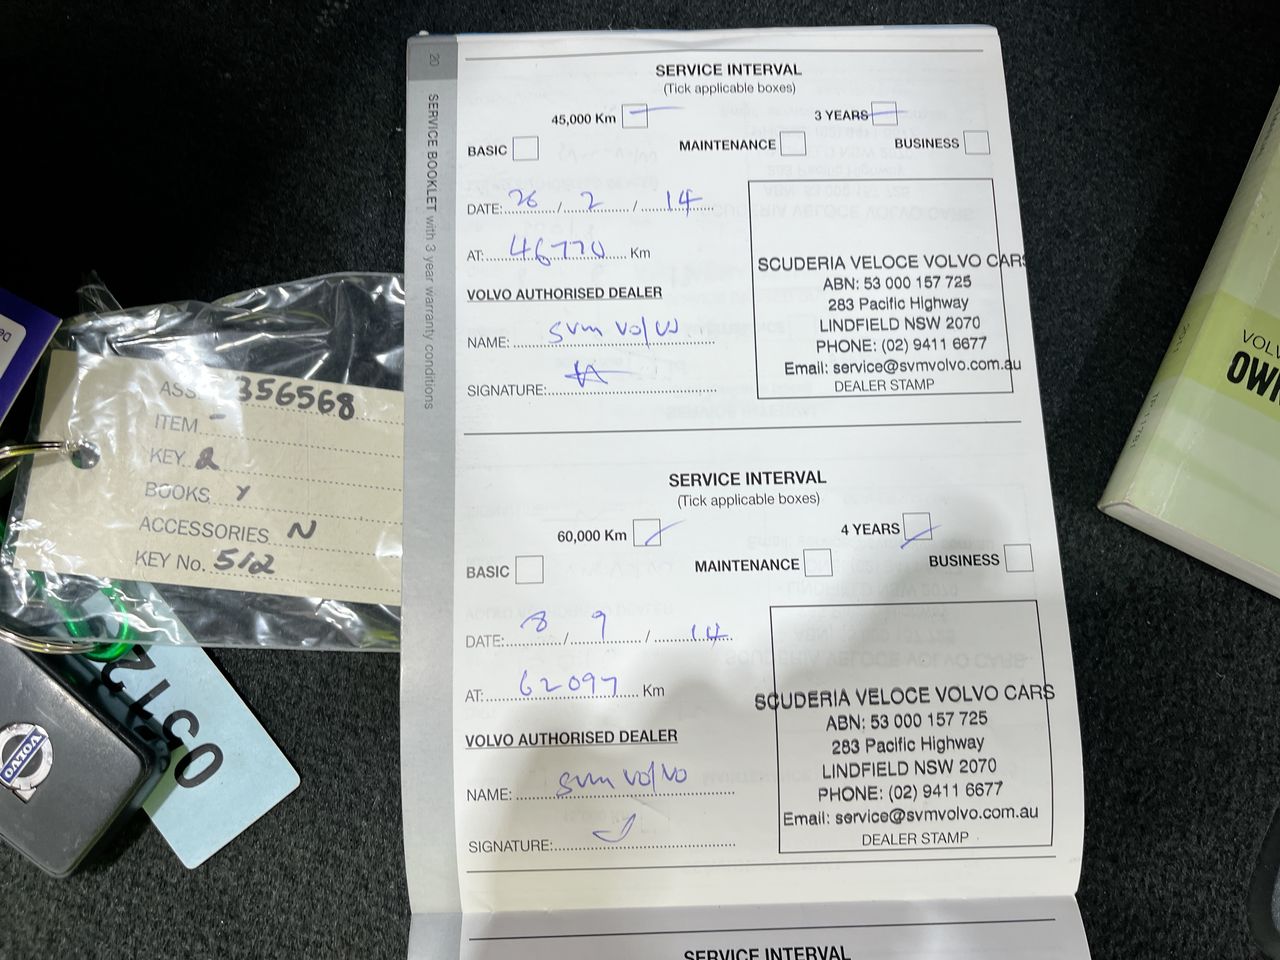 20 SERVICE BOOKLET with 3 year warranty conditions
SERVICE INTERVAL
(Tick applicable boxes)
45,000 Km
3 YEARS
BASIC
MAINTENANCE
BUSINESS
DATE: 26 / 2 / 14
AT: 46770 Km
VOLVO AUTHORISED DEALER
NAME: svm volvo
SIGNATURE:
SCUDERIA VELOCE VOLVO CARS
ABN: 53 000 157 725
283 Pacific Highway
LINDFIELD NSW 2070
PHONE: (02) 9411 6677
Email: service@svmvolvo.com.au
DEALER STAMP
SERVICE INTERVAL
(Tick applicable boxes)
60,000 Km
4 YEARS
BASIC
MAINTENANCE
BUSINESS
DATE: 8 / 9 / 14
AT: 62097 Km
VOLVO AUTHORISED DEALER
NAME: svm volvo
SIGNATURE:
SCUDERIA VELOCE VOLVO CARS
ABN: 53 000 157 725
283 Pacific Highway
LINDFIELD NSW 2070
PHONE: (02) 9411 6677
Email: service@svmvolvo.com.au
DEALER STAMP
SERVICE INTERVAL
ASS 356568
ITEM -
KEY 2
BOOKS Y
ACCESSORIES N
KEY No. 512
0512
VOLVO
VOLV
OWN